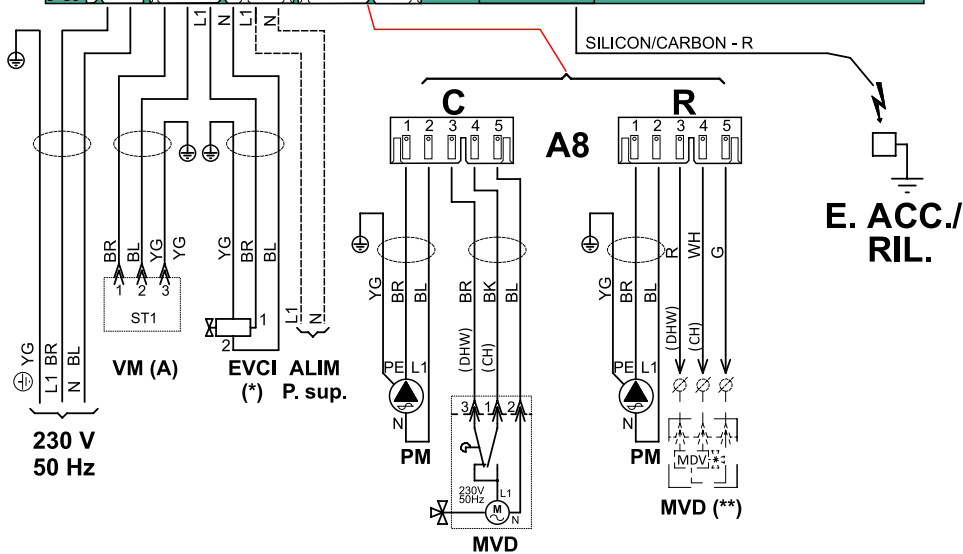 L1
N
L1
N
SILICON/CARBON - R
C
R
1 2 3 4 5
A8
1 2 3 4 5
E. ACC./
RIL.
YG
L1 BR
N BL
230 V
50 Hz
BR
BL
YG
YG
1 2 3
ST1
VM (A)
YG
BR
BL
1
2
EVCI
(*)
L1
N
ALIM
P. sup.
YG
BR
BL
PE
L1
N
PM
BR
BK
BL
(DHW)
(CH)
3 1 2
230V
50Hz
L1
M
N
MVD
YG
BR
BL
PE
L1
N
PM
R
WH
G
(DHW)
(CH)
MDV
MVD (**)